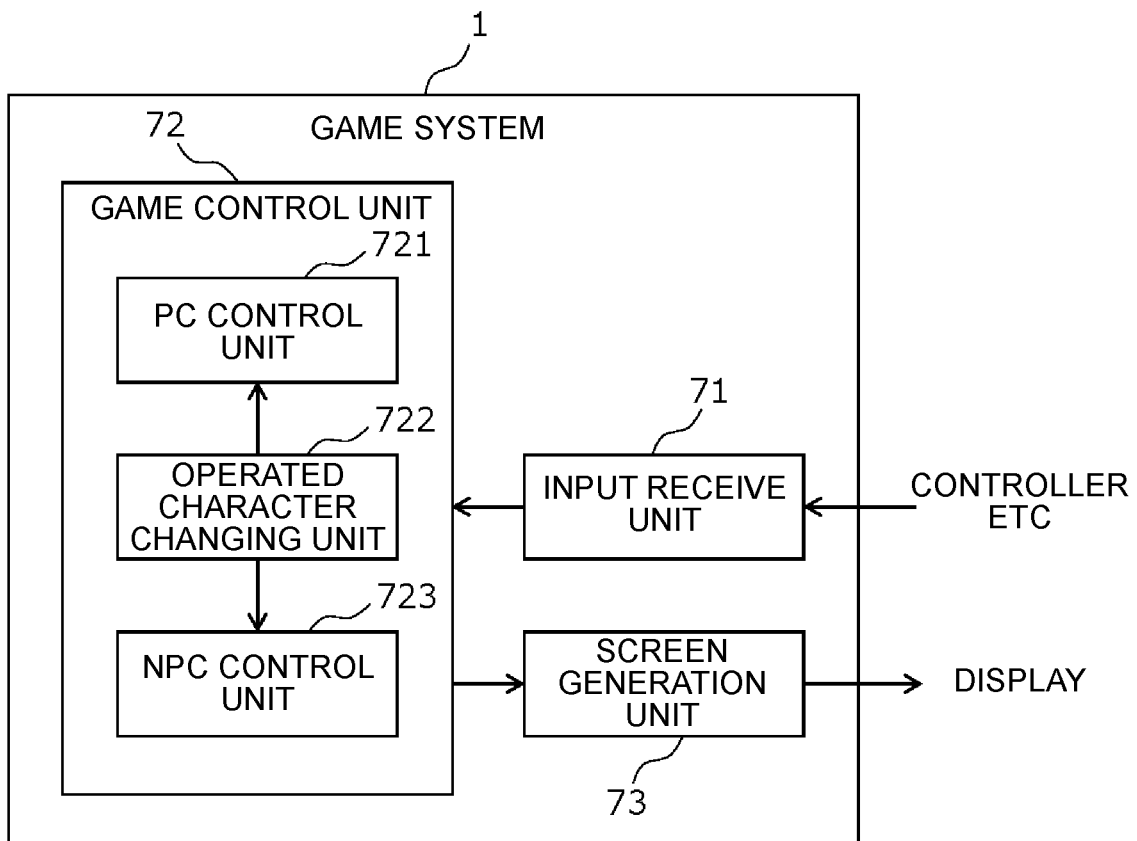 1
GAME SYSTEM
72
GAME CONTROL UNIT
721
PC CONTROL
UNIT
722
OPERATED
CHARACTER
CHANGING UNIT
723
NPC CONTROL
UNIT
71
INPUT RECEIVE
UNIT
CONTROLLER
ETC
SCREEN
GENERATION
UNIT
73
DISPLAY